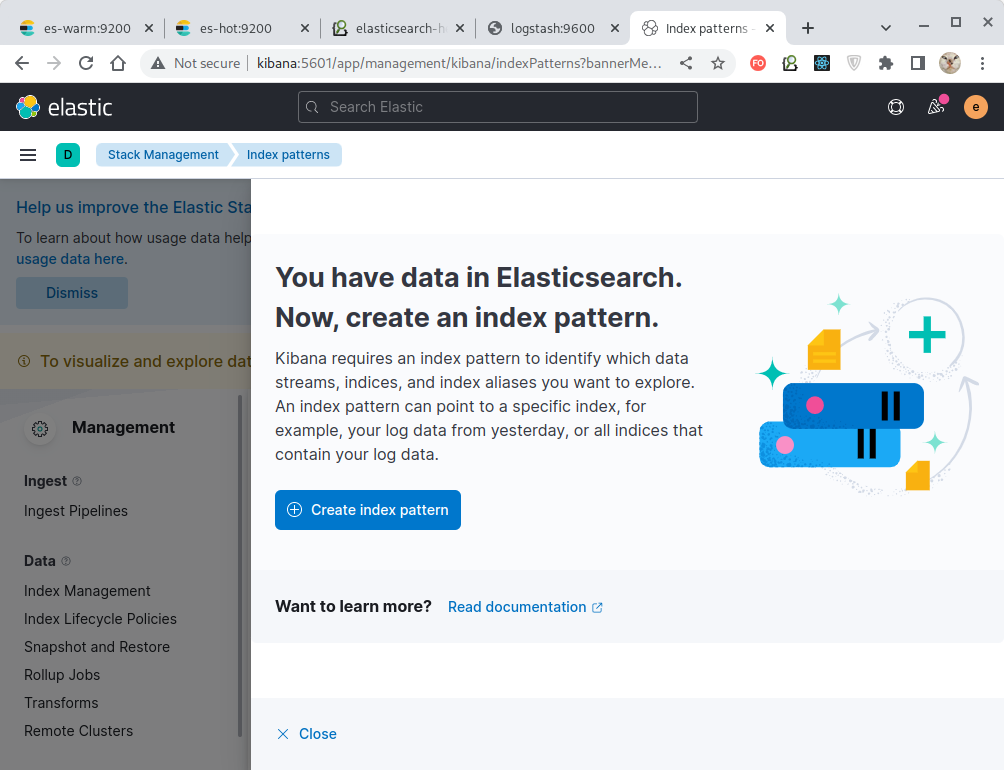 es-warm:9200
es-hot:9200
elasticsearch-h
logstash:9600
Index patterns -
Not secure
kibana:5601/app/management/kibana/indexPatterns?bannerMe...
FO
elastic
Search Elastic
e
D
Stack Management
Index patterns
Help us improve the Elastic Sta
To learn about how usage data help
usage data here.
Dismiss
To visualize and explore dat
Management
Ingest
Ingest Pipelines
Data
Index Management
Index Lifecycle Policies
Snapshot and Restore
Rollup Jobs
Transforms
Remote Clusters
You have data in Elasticsearch.
Now, create an index pattern.
Kibana requires an index pattern to identify which data
streams, indices, and index aliases you want to explore.
An index pattern can point to a specific index, for
example, your log data from yesterday, or all indices that
contain your log data.
Create index pattern
Want to learn more?
Read documentation
Close